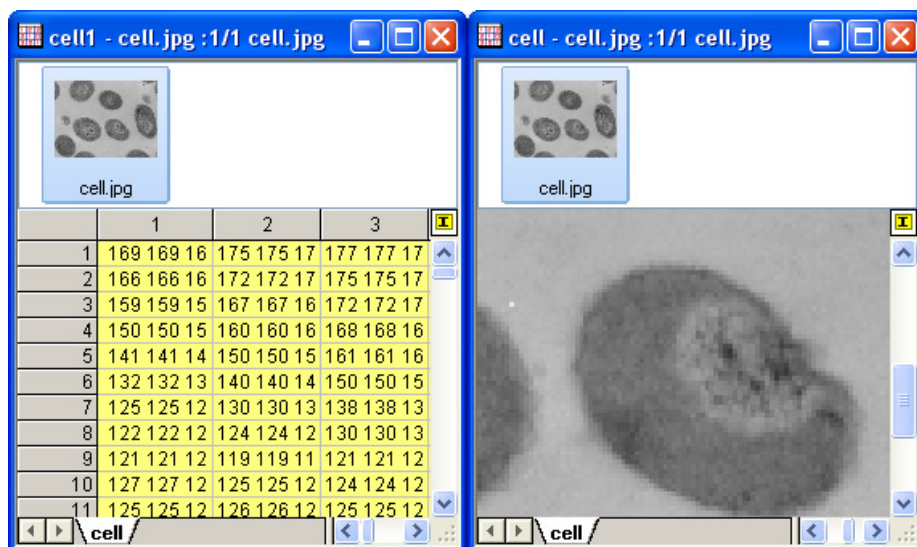 cell1 - cell.jpg :1/1 cell.jpg
cell.jpg
1 2 3
1 169 169 16 175 175 17 177 177 17
2 166 166 16 172 172 17 175 175 17
3 159 159 15 167 167 16 172 172 17
4 150 150 15 160 160 16 168 168 16
5 141 141 14 150 150 15 161 161 16
6 132 132 13 140 140 14 150 150 15
7 125 125 12 130 130 13 138 138 13
8 122 122 12 124 124 12 130 130 13
9 121 121 12 119 119 11 121 121 12
10 127 127 12 125 125 12 124 124 12
11 125 125 12 126 126 12 125 125 12
cell
cell - cell.jpg :1/1 cell.jpg
cell.jpg
cell